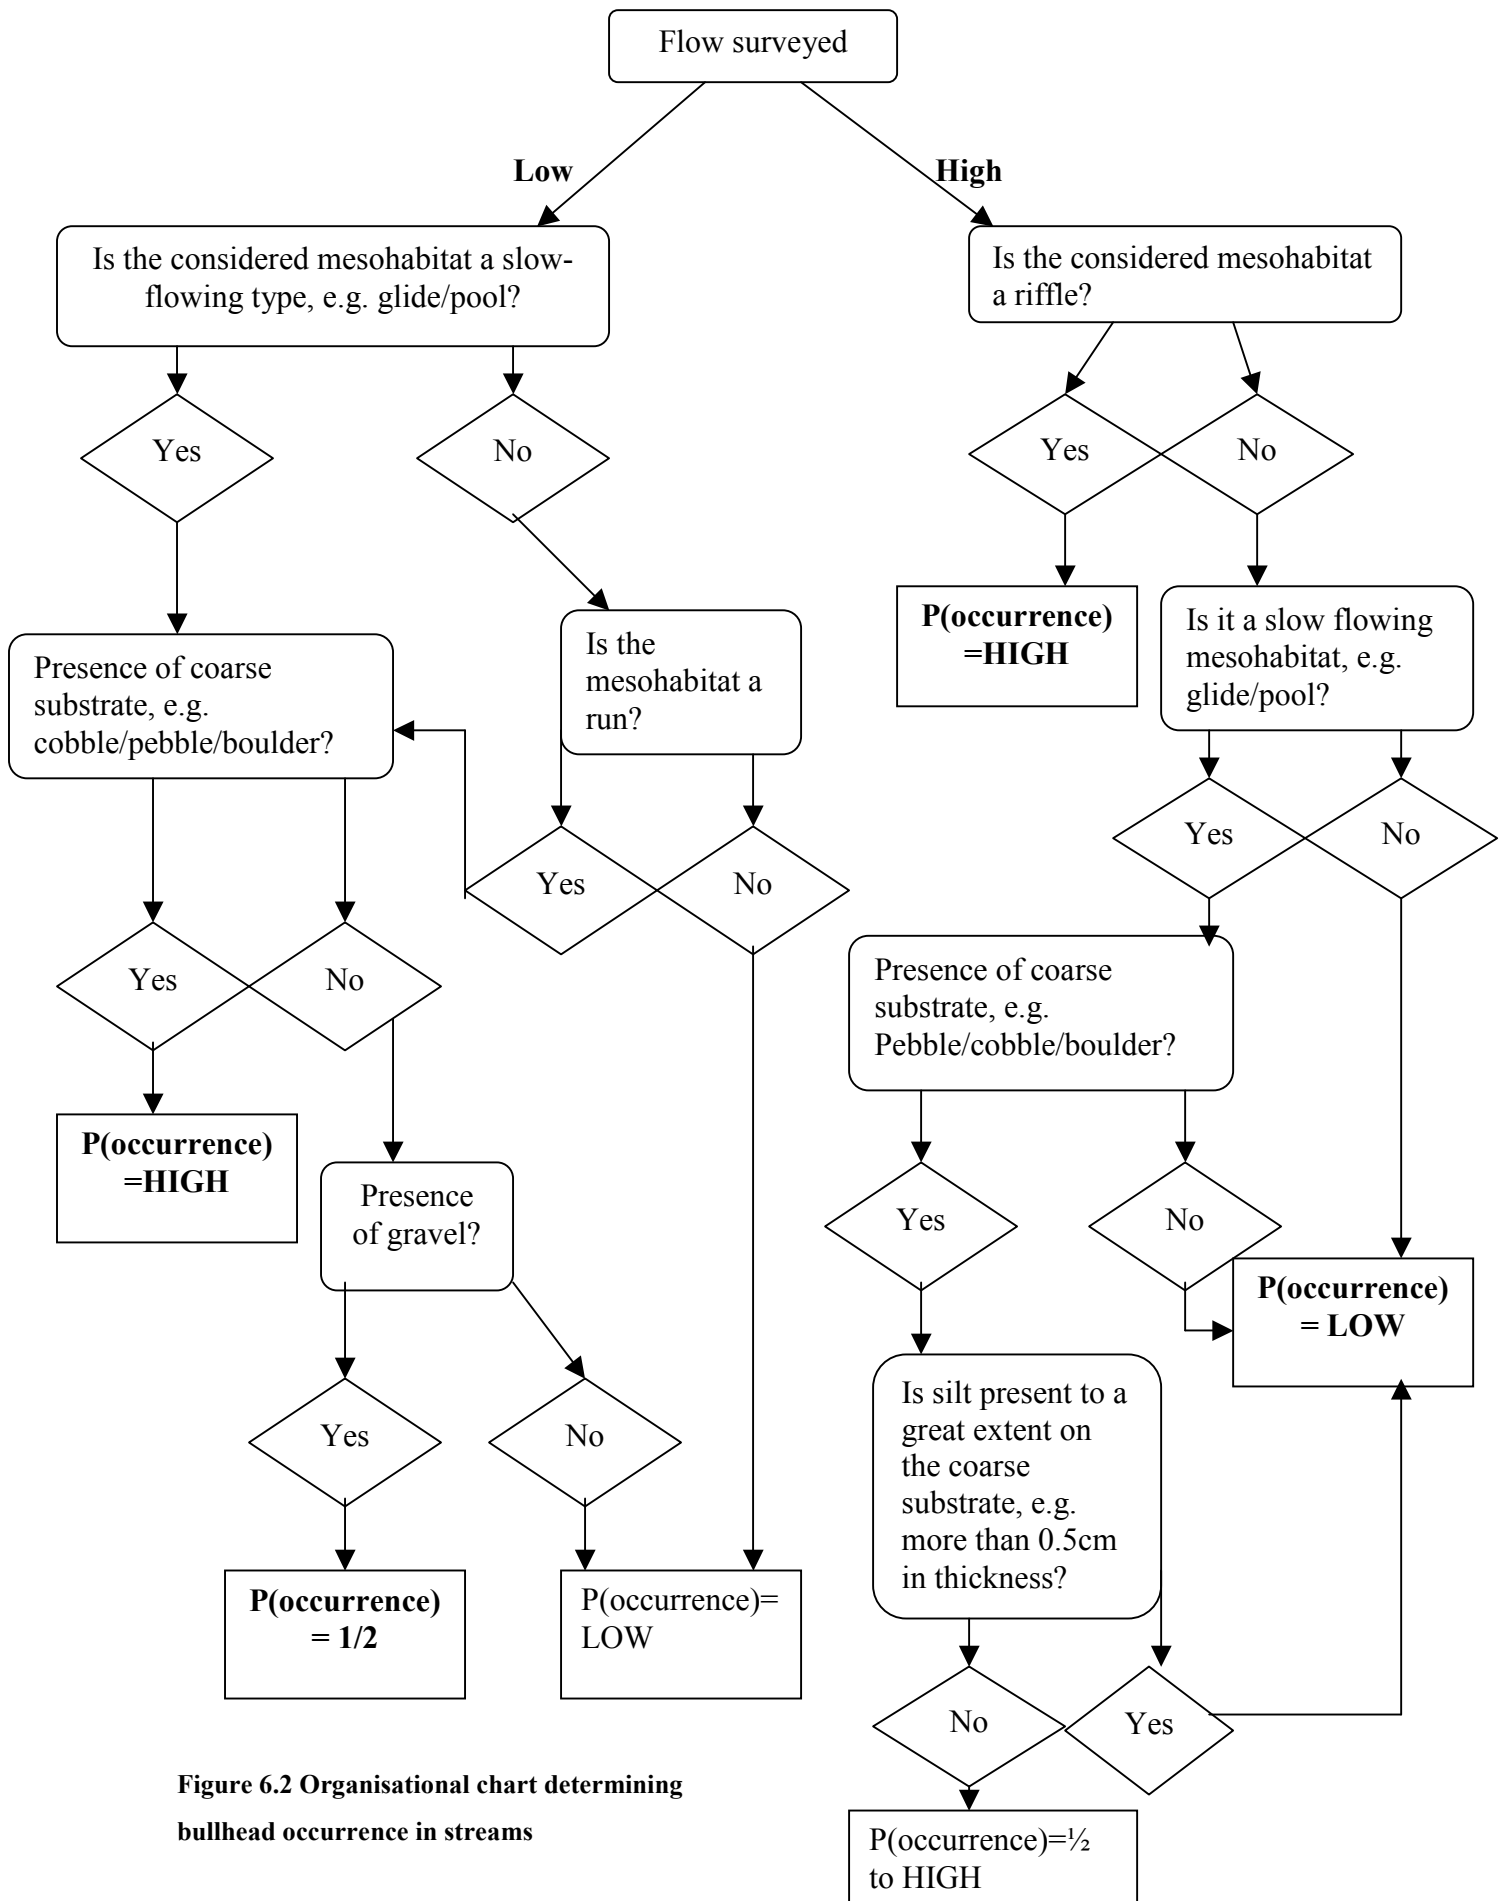 Flow surveyed
Low
High
Is the considered mesohabitat a slow-
flowing type, e.g. glide/pool?
Is the considered mesohabitat
a riffle?
Yes
No
Yes
No
Is the
mesohabitat a
run?
P(occurrence)
=HIGH
Is it a slow flowing
mesohabitat, e.g.
glide/pool?
Presence of coarse
substrate, e.g.
cobble/pebble/boulder?
Yes
No
Yes
No
Yes
No
Presence of coarse
substrate, e.g.
Pebble/cobble/boulder?
P(occurrence)
=HIGH
Presence
of gravel?
Yes
No
P(occurrence)
= LOW
Yes
No
Is silt present to a
great extent on
the coarse
substrate, e.g.
more than 0.5cm
in thickness?
P(occurrence)
= 1/2
P(occurrence)=
LOW
No
Yes
Figure 6.2 Organisational chart determining
bullhead occurrence in streams
P(occurrence)=½
to HIGH